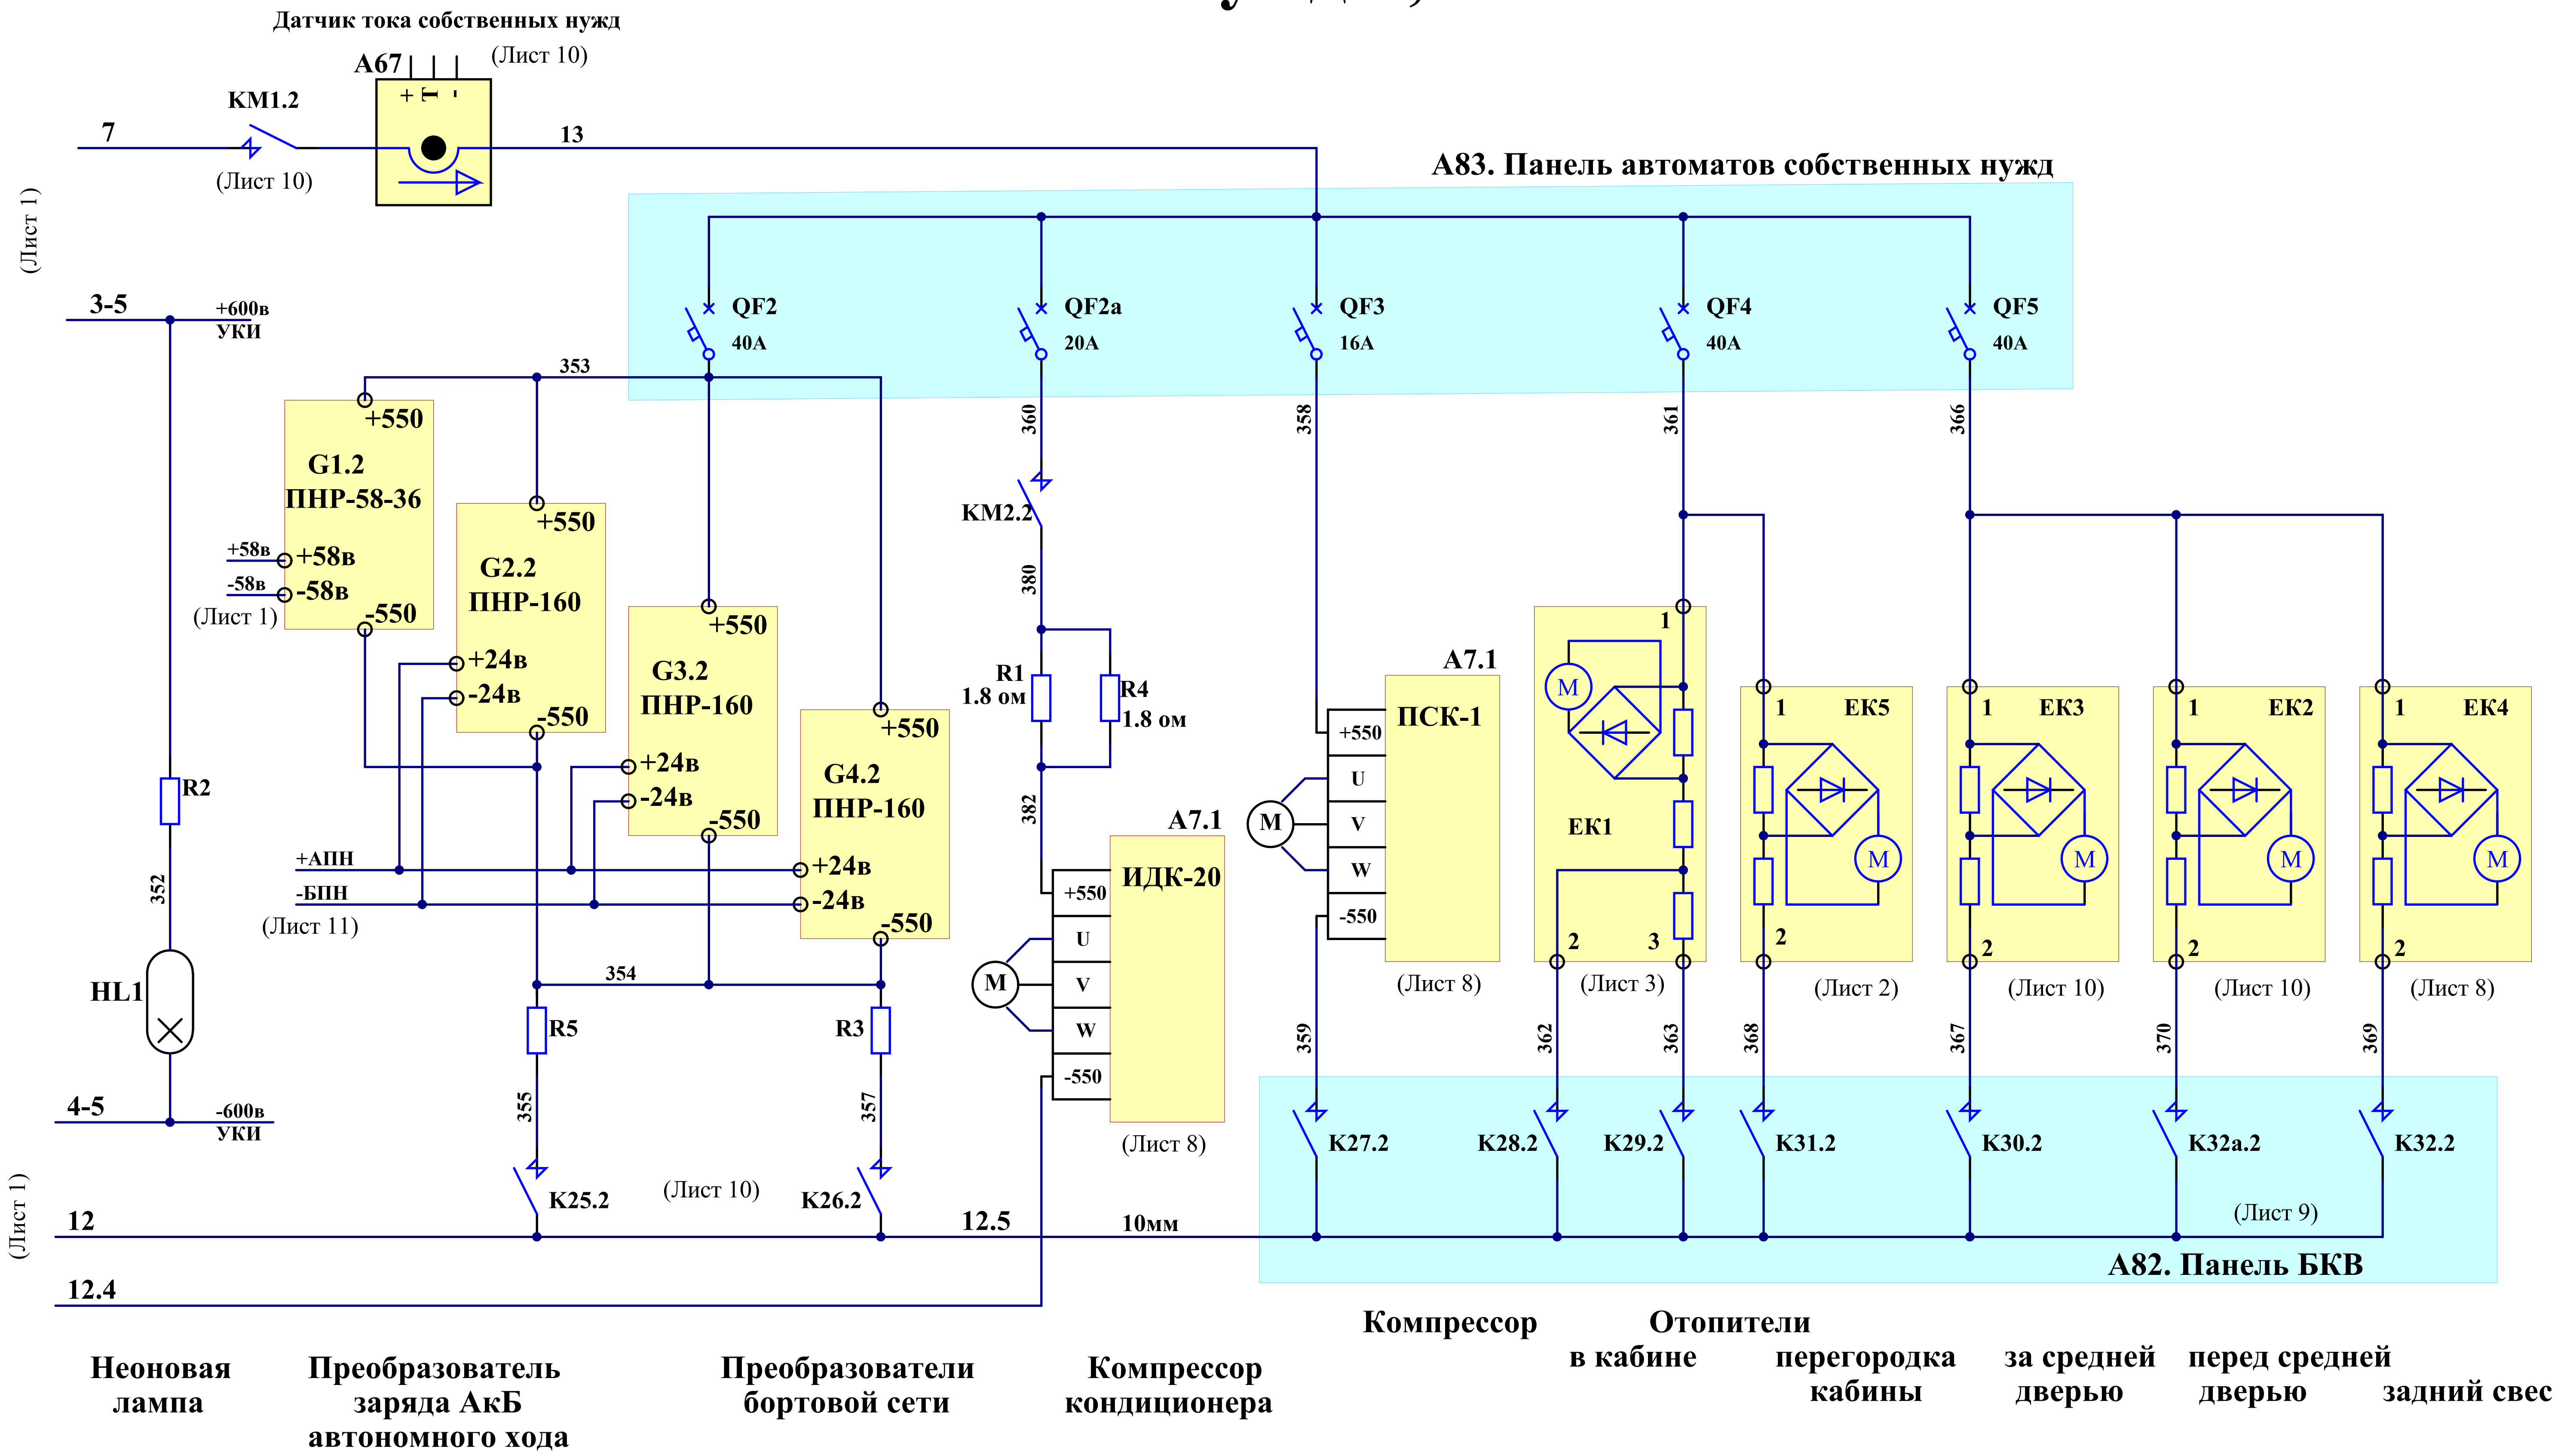 Датчик тока собственных нужд
(Лист 10)
A67
+ T -
KM1.2
7
13
(Лист 10)
(Лист 1)
А83. Панель автоматов собственных нужд
3-5
+600в
УКИ
QF2
40A
QF2a
20A
QF3
16A
QF4
40A
QF5
40A
353
360
358
361
366
+550
G1.2
ПНР-58-36
+58в
-58в
+58в
-58в
(Лист 1)
-550
+550
G2.2
ПНР-160
+24в
-24в
-550
+550
G3.2
ПНР-160
+24в
-24в
-550
+550
G4.2
ПНР-160
+24в
-24в
-550
+АПН
-БПН
(Лист 11)
KM2.2
380
R1
1.8 ом
R4
1.8 ом
382
A7.1
ИДК-20
+550
U
V
W
-550
M
(Лист 8)
A7.1
ПСК-1
+550
U
V
W
-550
M
(Лист 8)
1
M
ЕК1
2
3
(Лист 3)
1
ЕК5
M
2
(Лист 2)
1
ЕК3
M
2
(Лист 10)
1
ЕК2
M
2
(Лист 10)
1
ЕК4
M
2
(Лист 8)
R2
352
HL1
4-5
-600в
УКИ
354
R5
R3
355
357
359
362
363
368
367
370
369
K25.2
(Лист 10)
K26.2
K27.2
K28.2
K29.2
K31.2
K30.2
K32a.2
K32.2
(Лист 1)
12
12.5
10мм
(Лист 9)
А82. Панель БКВ
12.4
Компрессор
Отопители
в кабине
перегородка
кабины
за средней
дверью
перед средней
дверью
задний свес
Неоновая
лампа
Преобразователь
заряда АкБ
автономного хода
Преобразователи
бортовой сети
Компрессор
кондиционера